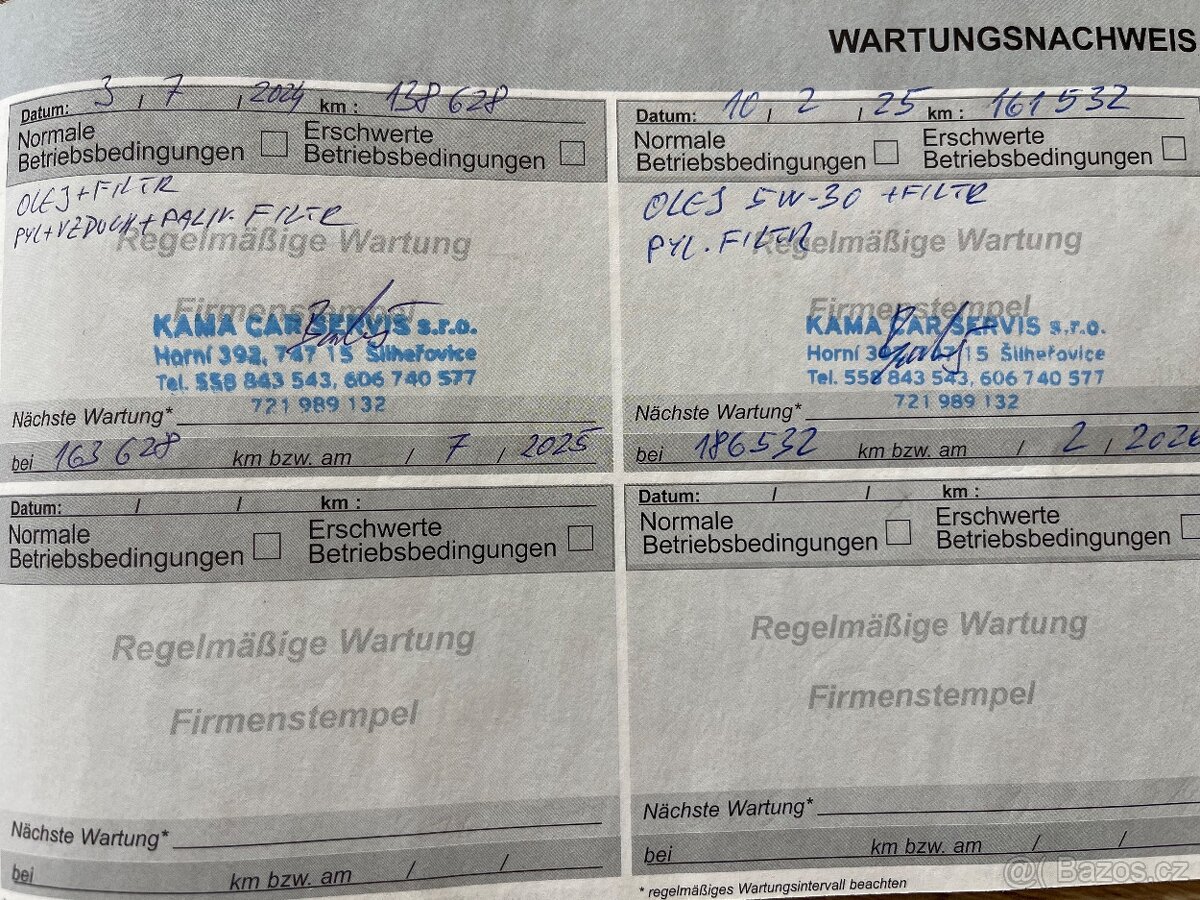 WARTUNGSNACHWEIS
Datum: 3 / 7 / 2024 km : 138 628
Normale Betriebsbedingungen
Erschwerte Betriebsbedingungen
OLEJ + FILTR
PYL + VZDUCH + PALIV. FILTR
Regelmäßige Wartung
Firmenstempel
KAMA CAR SERVIS s.r.o.
Horní 392, 747 15 Šilheřovice
Tel. 558 843 543, 606 740 577
721 989 132
Nächste Wartung*
bei 163 628 km bzw. am / 7 / 2025
Datum: 10 / 2 / 25 km : 161 532
Normale Betriebsbedingungen
Erschwerte Betriebsbedingungen
OLEJ 5W-30 + FILTR
PYL. FILTR
Regelmäßige Wartung
Firmenstempel
KAMA CAR SERVIS s.r.o.
Horní 392, 747 15 Šilheřovice
Tel. 558 843 543, 606 740 577
721 989 132
Nächste Wartung*
bei 186532 km bzw. am / 2 / 2026
Datum: / / km :
Normale Betriebsbedingungen
Erschwerte Betriebsbedingungen
Regelmäßige Wartung
Firmenstempel
Nächste Wartung*
bei km bzw. am / /
Datum: / / km :
Normale Betriebsbedingungen
Erschwerte Betriebsbedingungen
Regelmäßige Wartung
Firmenstempel
Nächste Wartung*
bei km bzw. am / /
* regelmäßiges Wartungsintervall beachten
@ Bazos.cz